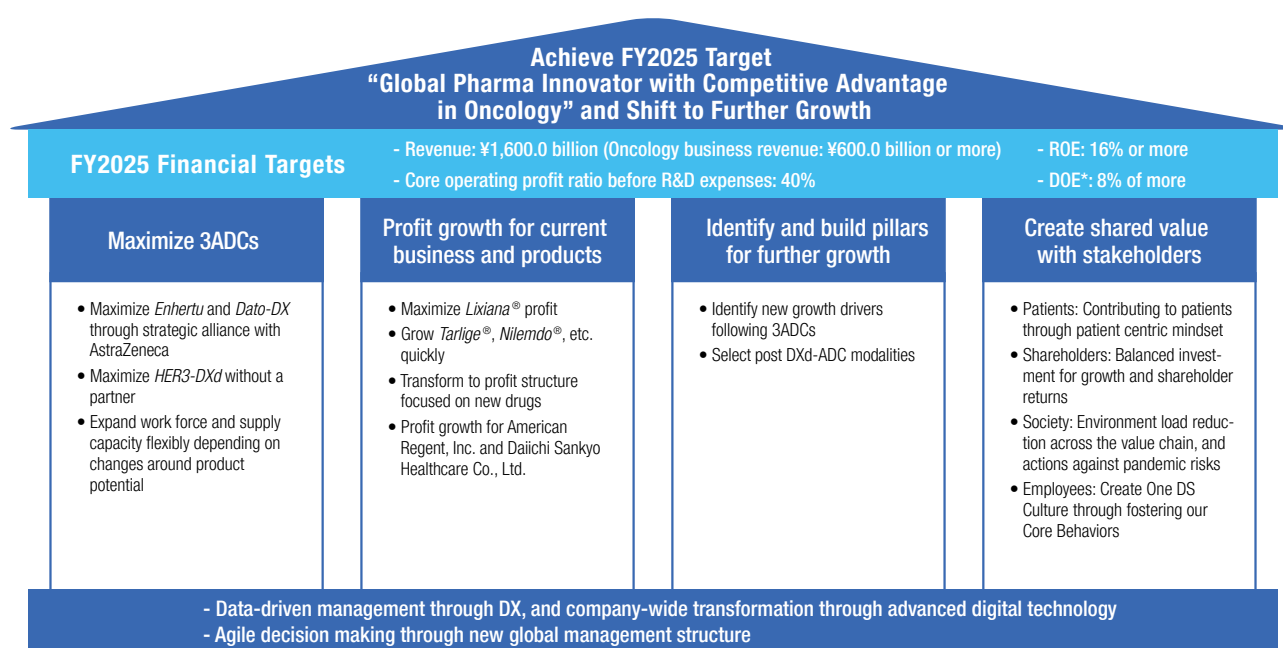 Achieve FY2025 Target
“Global Pharma Innovator with Competitive Advantage
in Oncology” and Shift to Further Growth
FY2025 Financial Targets
- Revenue: ¥1,600.0 billion (Oncology business revenue: ¥600.0 billion or more)
- Core operating profit ratio before R&D expenses: 40%
- ROE: 16% or more
- DOE*: 8% of more
Maximize 3ADCs
• Maximize Enhertu and Dato-DX
through strategic alliance with
AstraZeneca
• Maximize HER3-DXd without a
partner
• Expand work force and supply
capacity flexibly depending on
changes around product
potential
Profit growth for current
business and products
• Maximize Lixiana® profit
• Grow Tarlige®, Nilemdo®, etc.
quickly
• Transform to profit structure
focused on new drugs
• Profit growth for American
Regent, Inc. and Daiichi Sankyo
Healthcare Co., Ltd.
Identify and build pillars
for further growth
• Identify new growth drivers
following 3ADCs
• Select post DXd-ADC modalities
Create shared value
with stakeholders
• Patients: Contributing to patients
through patient centric mindset
• Shareholders: Balanced invest-
ment for growth and shareholder
returns
• Society: Environment load reduc-
tion across the value chain, and
actions against pandemic risks
• Employees: Create One DS
Culture through fostering our
Core Behaviors
- Data-driven management through DX, and company-wide transformation through advanced digital technology
- Agile decision making through new global management structure